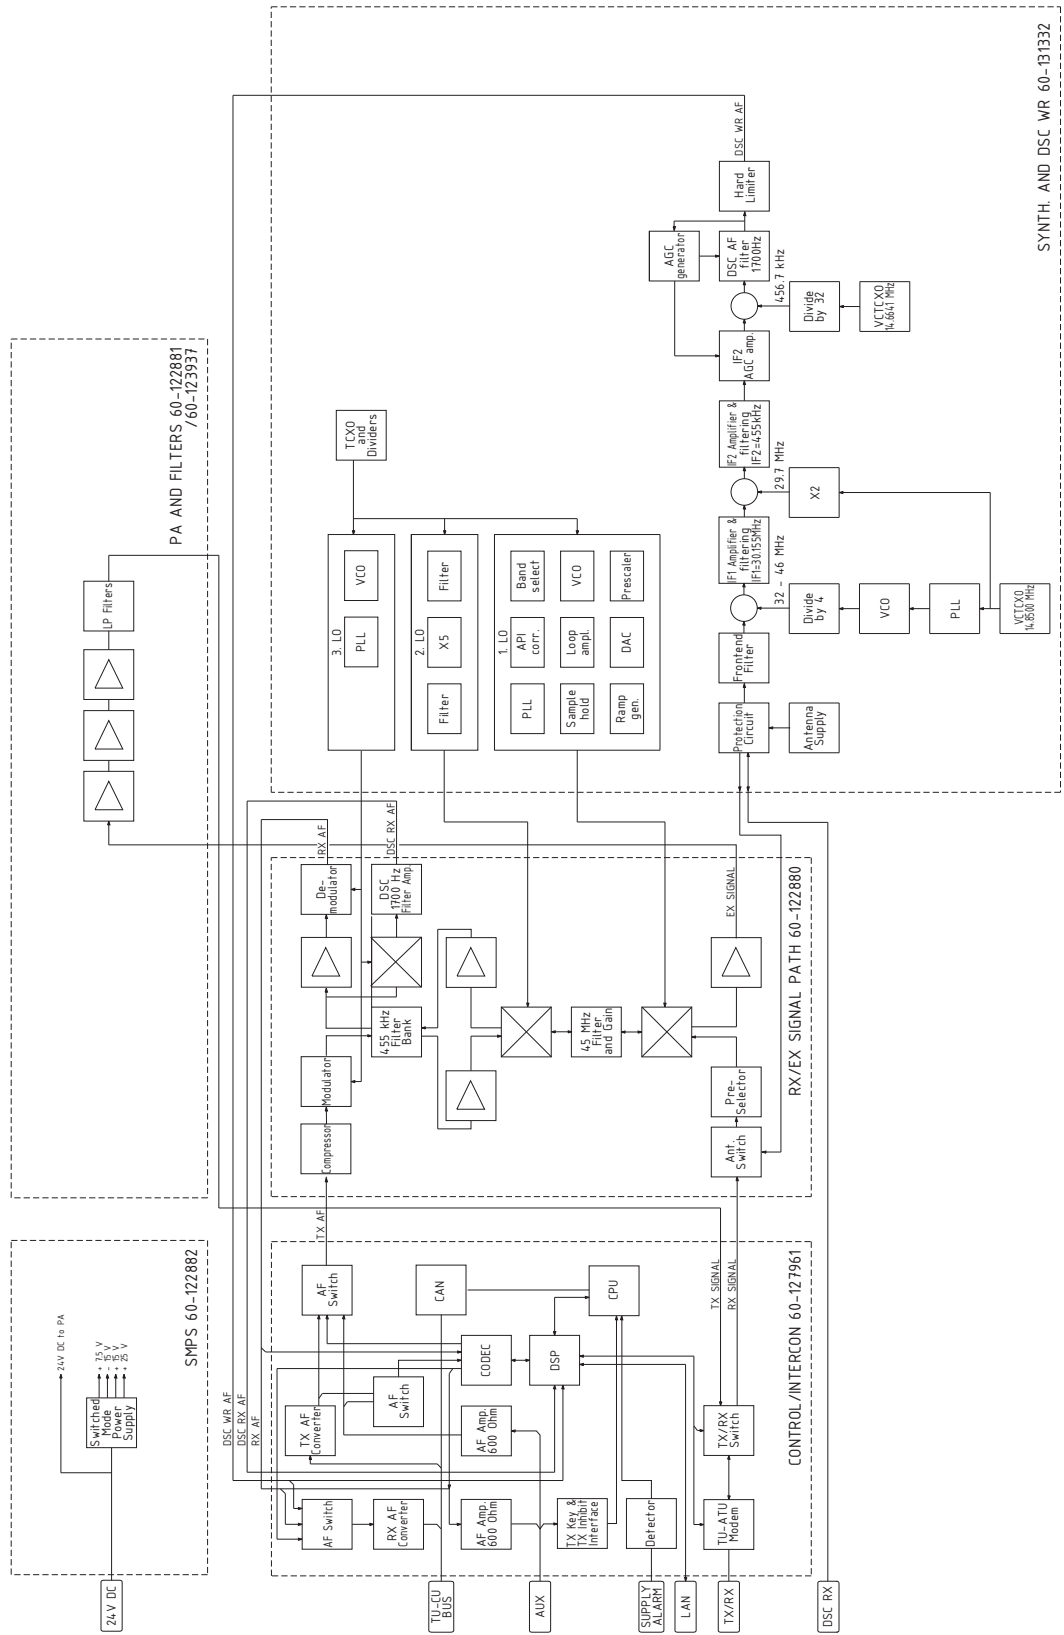 SMPS 60-122882
24V DC to PA
+ 7.5 V
- 15 V
+ 15 V
+ 25 V
Switched
Mode
Power
Supply
24V DC
PA AND FILTERS 60-122881
/60-123937
LP Filters
CONTROL/INTERCON 60-127961
DSC WR AF
DSC RX AF
RX AF
AF Switch
RX AF
Converter
TX AF
Converter
AF
Switch
AF
Switch
CODEC
CAN
AF Amp.
600 Ohm
AF Amp.
600 Ohm
DSP
CPU
TX Key &
TX Inhibit
Interface
Detector
TU-ATU
Modem
TX/RX
Switch
TU-CU
BUS
AUX
SUPPLY
ALARM
LAN
TX/RX
DSC RX
TX AF
TX SIGNAL
RX SIGNAL
RX/EX SIGNAL PATH 60-122880
Compressor
Modulator
455 kHz
Filter
Bank
De-
modulator
DSC
1700 Hz
Filter Amp.
RX AF
DSC RX AF
45 MHz
Filter
and Gain
Ant.
Switch
Pre-
Selector
EX SIGNAL
SYNTH. AND DSC WR 60-131332
3. LO
PLL
VCO
TCXO
and
Dividers
2. LO
Filter
X5
Filter
1. LO
PLL
API
corr.
Band
select
Sample
hold
Loop
ampl.
VCO
Ramp
gen.
DAC
Prescaler
Protection
Circuit
Antenna
Supply
Frontend
Filter
32 - 46 MHz
Divide
by 4
VCO
PLL
VCTCXO
14.8500 MHz
IF1 Amplifier &
filtering
IF1=30.155MHz
29.7 MHz
X2
IF2 Amplifier &
filtering
IF2=455kHz
IF2
AGC amp.
AGC
generator
456.7 kHz
Divide
by 32
VCTCXO
14.6641 MHz
DSC AF
filter
1700Hz
Hard
Limiter
DSC WR AF